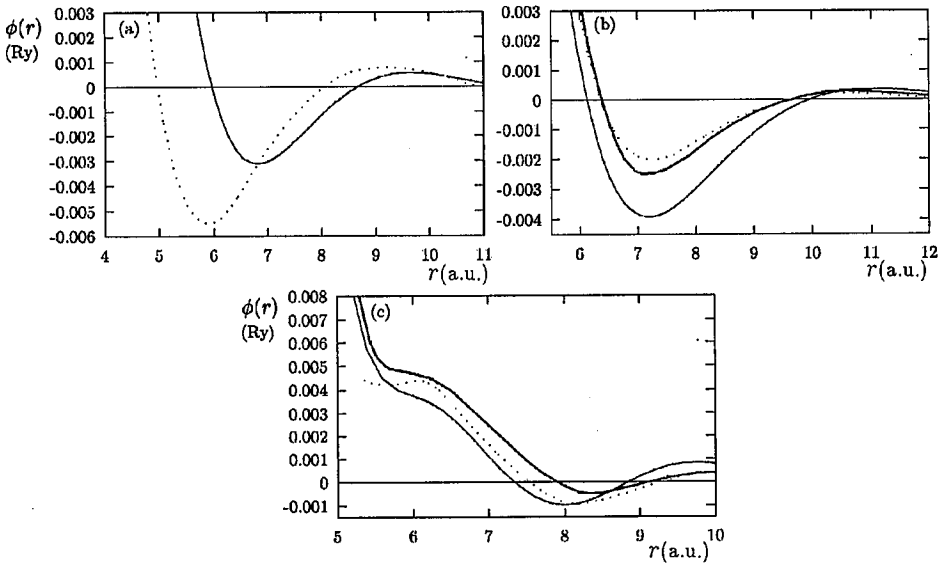 ϕ(r)
(Ry)
(a)
0.003
0.002
0.001
0
-0.001
-0.002
-0.003
-0.004
-0.005
-0.006
4 5 6 7 8 9 10 11
r(a.u.)
(b)
0.003
0.002
0.001
0
-0.001
-0.002
-0.003
-0.004
6 7 8 9 10 11 12
r(a.u.)
ϕ(r)
(Ry)
(c)
0.008
0.007
0.006
0.005
0.004
0.003
0.002
0.001
0
-0.001
5 6 7 8 9 10
r(a.u.)